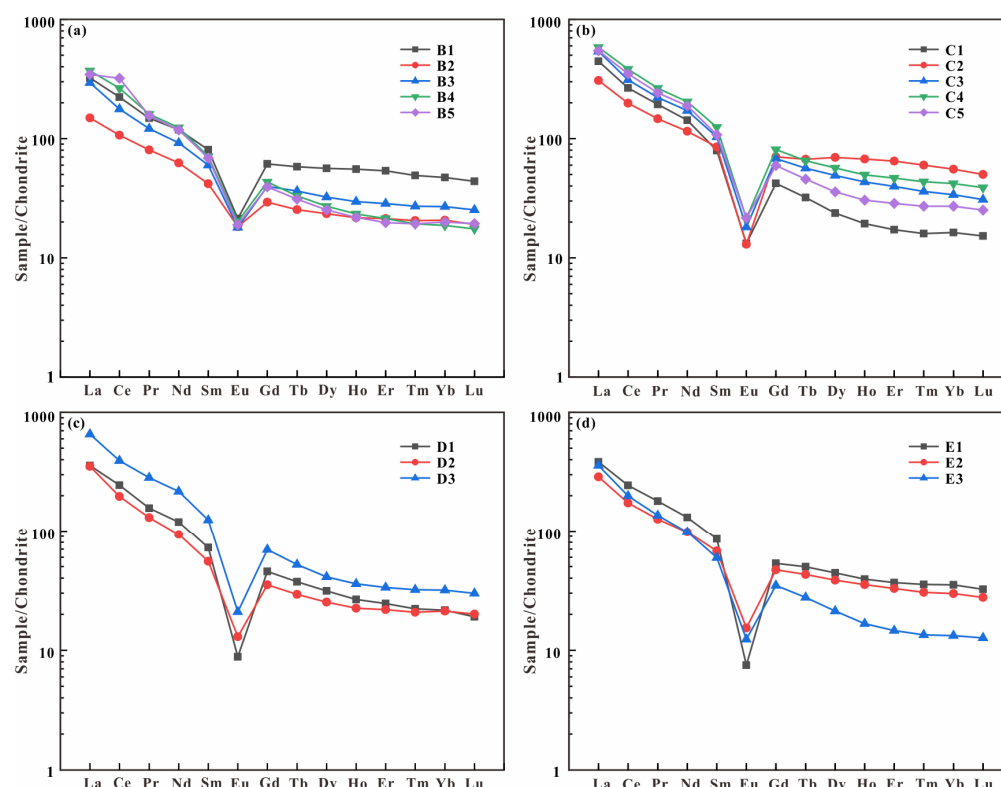 1000
(a)
B1
B2
B3
B4
B5
100
10
1
Sample/Chondrite
La Ce Pr Nd Sm Eu Gd Tb Dy Ho Er Tm Yb Lu
1000
(b)
C1
C2
C3
C4
C5
100
10
1
Sample/Chondrite
La Ce Pr Nd Sm Eu Gd Tb Dy Ho Er Tm Yb Lu
1000
(c)
D1
D2
D3
100
10
1
Sample/Chondrite
La Ce Pr Nd Sm Eu Gd Tb Dy Ho Er Tm Yb Lu
1000
(d)
E1
E2
E3
100
10
1
Sample/Chondrite
La Ce Pr Nd Sm Eu Gd Tb Dy Ho Er Tm Yb Lu